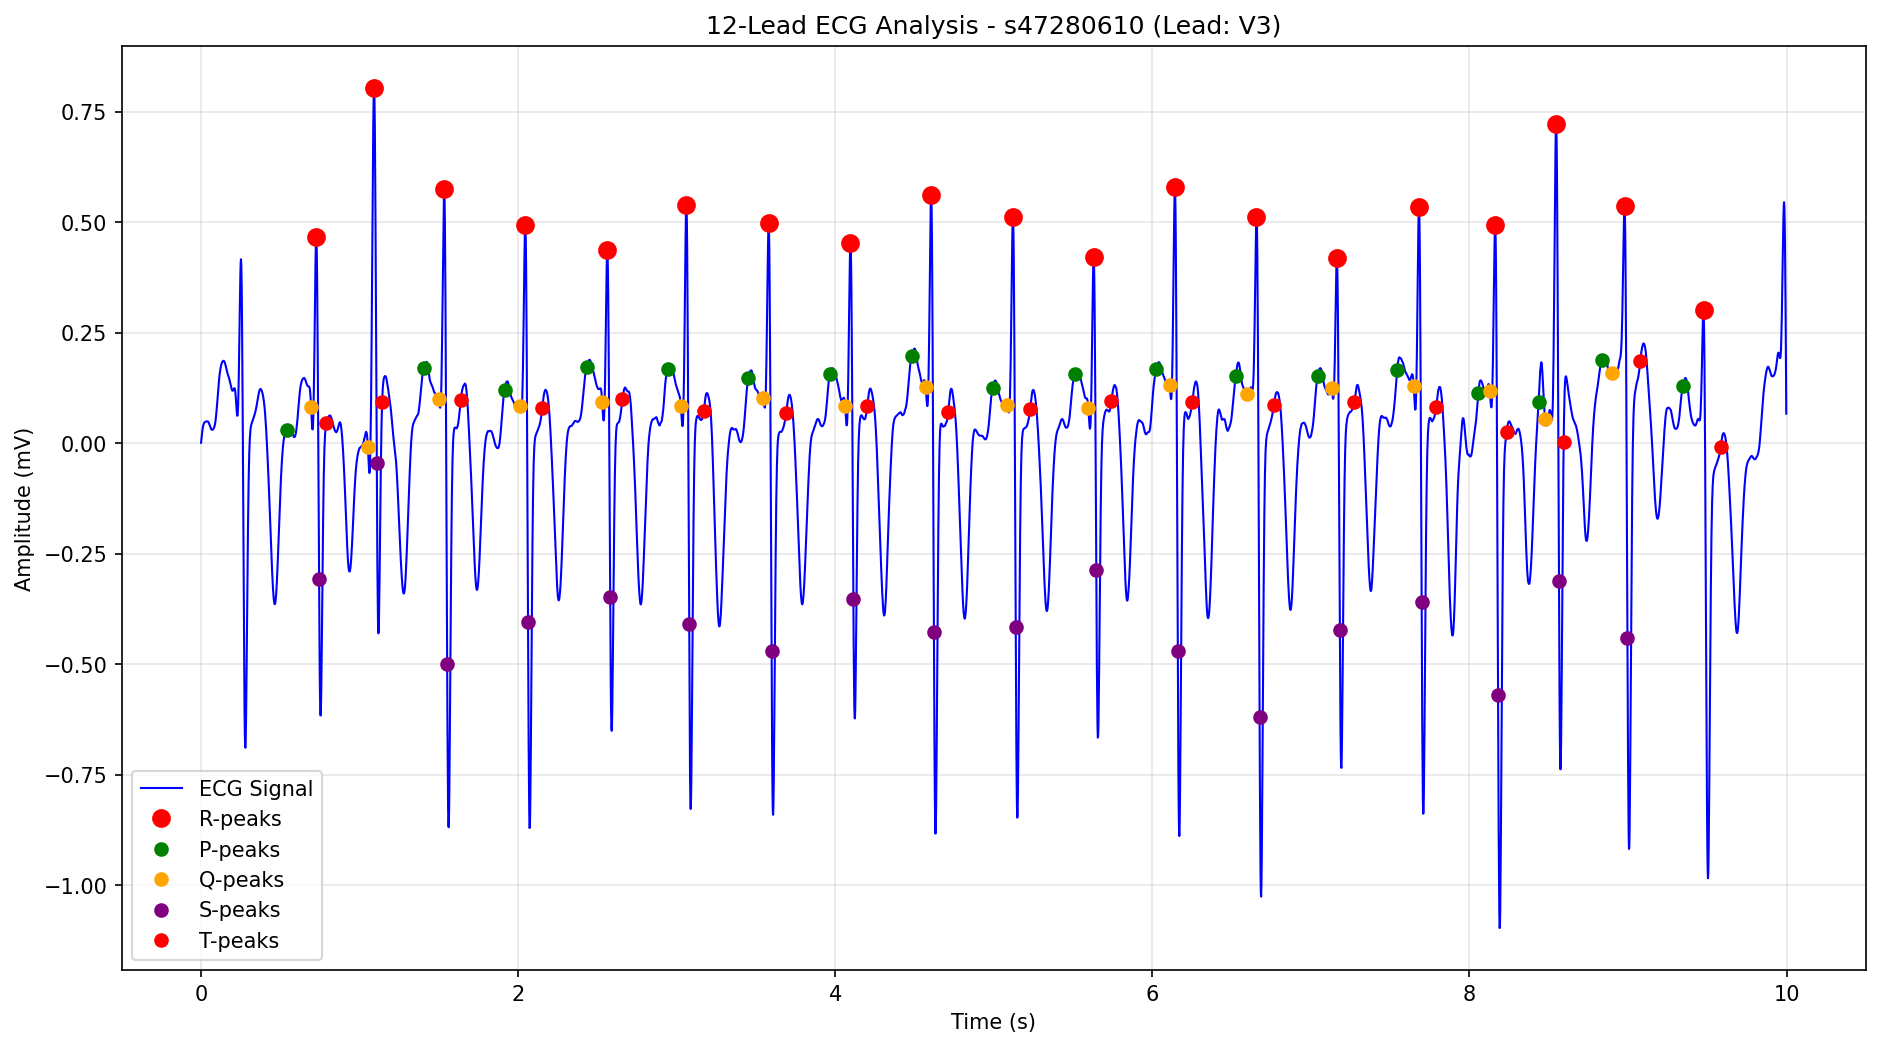 12-Lead ECG Analysis - s47280610 (Lead: V3)
Amplitude (mV)
0.75
0.50
0.25
0.00
−0.25
−0.50
−0.75
−1.00
ECG Signal
R-peaks
P-peaks
Q-peaks
S-peaks
T-peaks
0 2 4 6 8 10
Time (s)